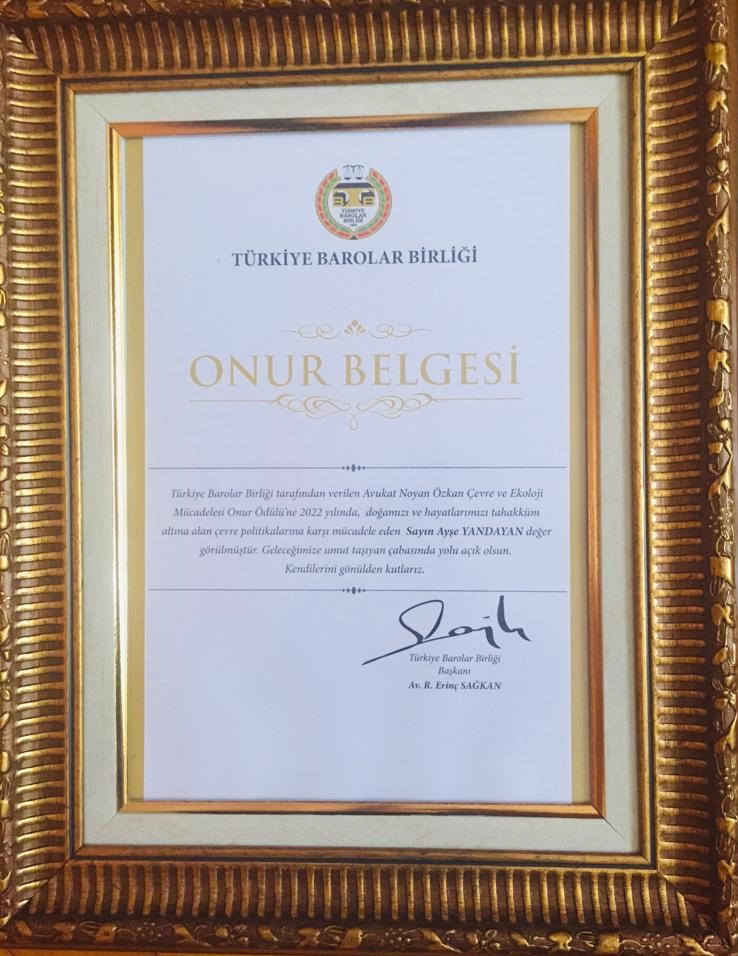 TÜRKİYE
BAROLAR
BİRLİĞİ
TÜRKİYE BAROLAR BİRLİĞİ
ONUR BELGESİ
Türkiye Barolar Birliği tarafından verilen Avukat Noyan Özkan Çevre ve Ekoloji
Mücadelesi Onur Ödülü'ne 2022 yılında, doğamızı ve hayatlarımızı tahakküm
altına alan çevre politikalarına karşı mücadele eden Sayın Ayşe YANDAYAN değer
görülmüştür. Geleceğimize umut taşıyan çabasında yolu açık olsun.
Kendilerini gönülden kutlarız.
Türkiye Barolar Birliği
Başkanı
Av. R. Erinç SAĞKAN